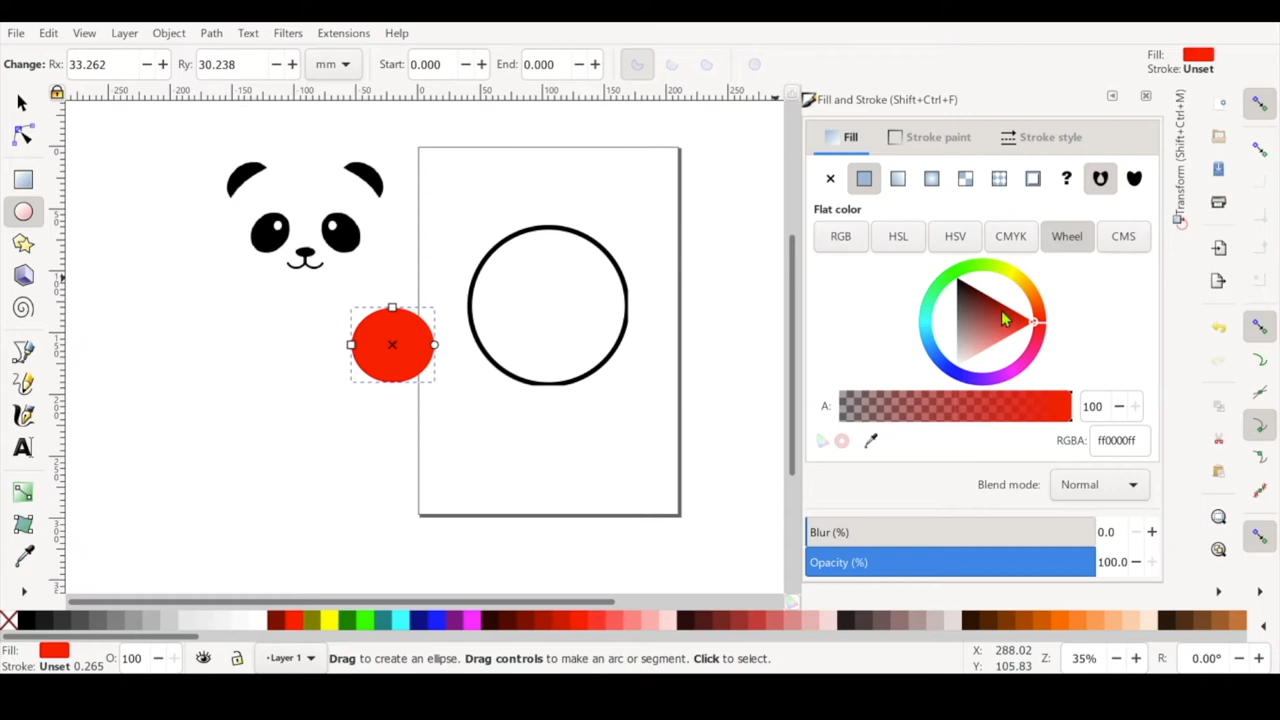 File Edit View Layer Object Path Text Filters Extensions Help
Change: Rx: 33.262 Ry: 30.238 mm Start: 0.000 End: 0.000
Fill:
Stroke: Unset
Fill and Stroke (Shift+Ctrl+F)
Fill Stroke paint Stroke style
Flat color
RGB HSL HSV CMYK Wheel CMS
A: 100
RGBA: ff0000ff
Blend mode: Normal
Blur (%) 0.0
Opacity (%) 100.0
Transform (Shift+Ctrl+M)
Fill:
Stroke: Unset 0.265
O: 100
Layer 1
Drag to create an ellipse. Drag controls to make an arc or segment. Click to select.
X: 288.02
Y: 105.83
Z: 35%
R: 0.00°